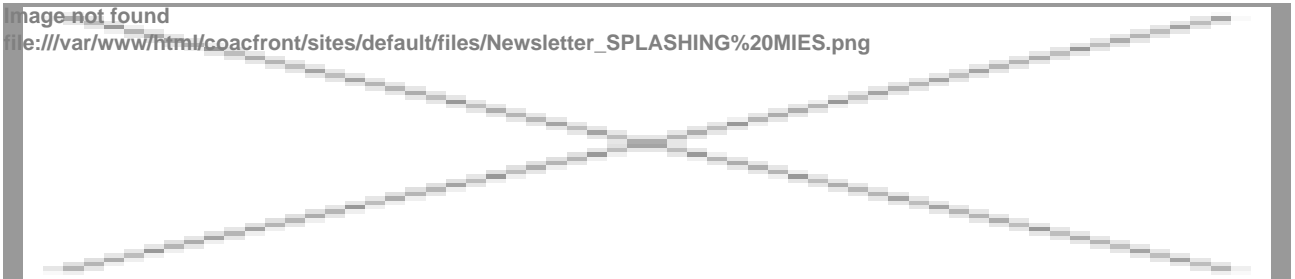 Image not found
file:///var/www/html/coacfront/sites/default/files/Newsletter_SPLASHING%20MIES.png